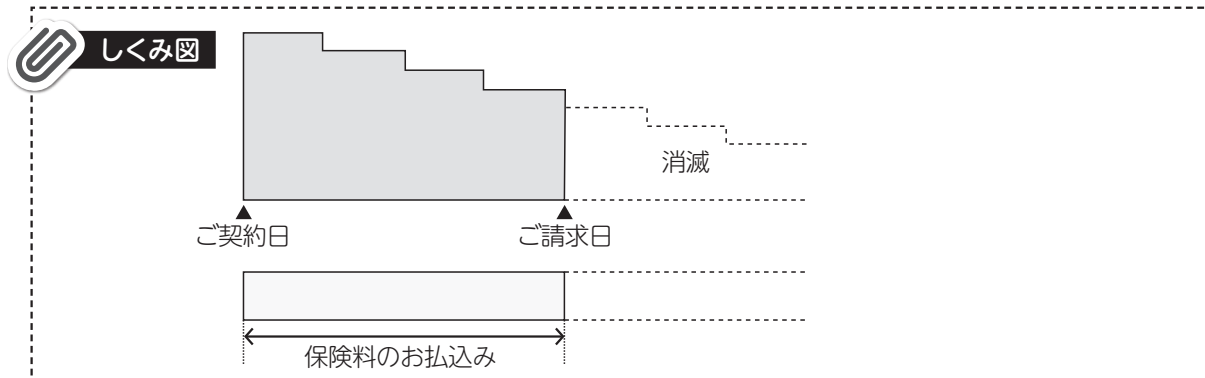 しくみ図
消滅
▲ ▲
ご契約日 ご請求日
保険料のお払込み